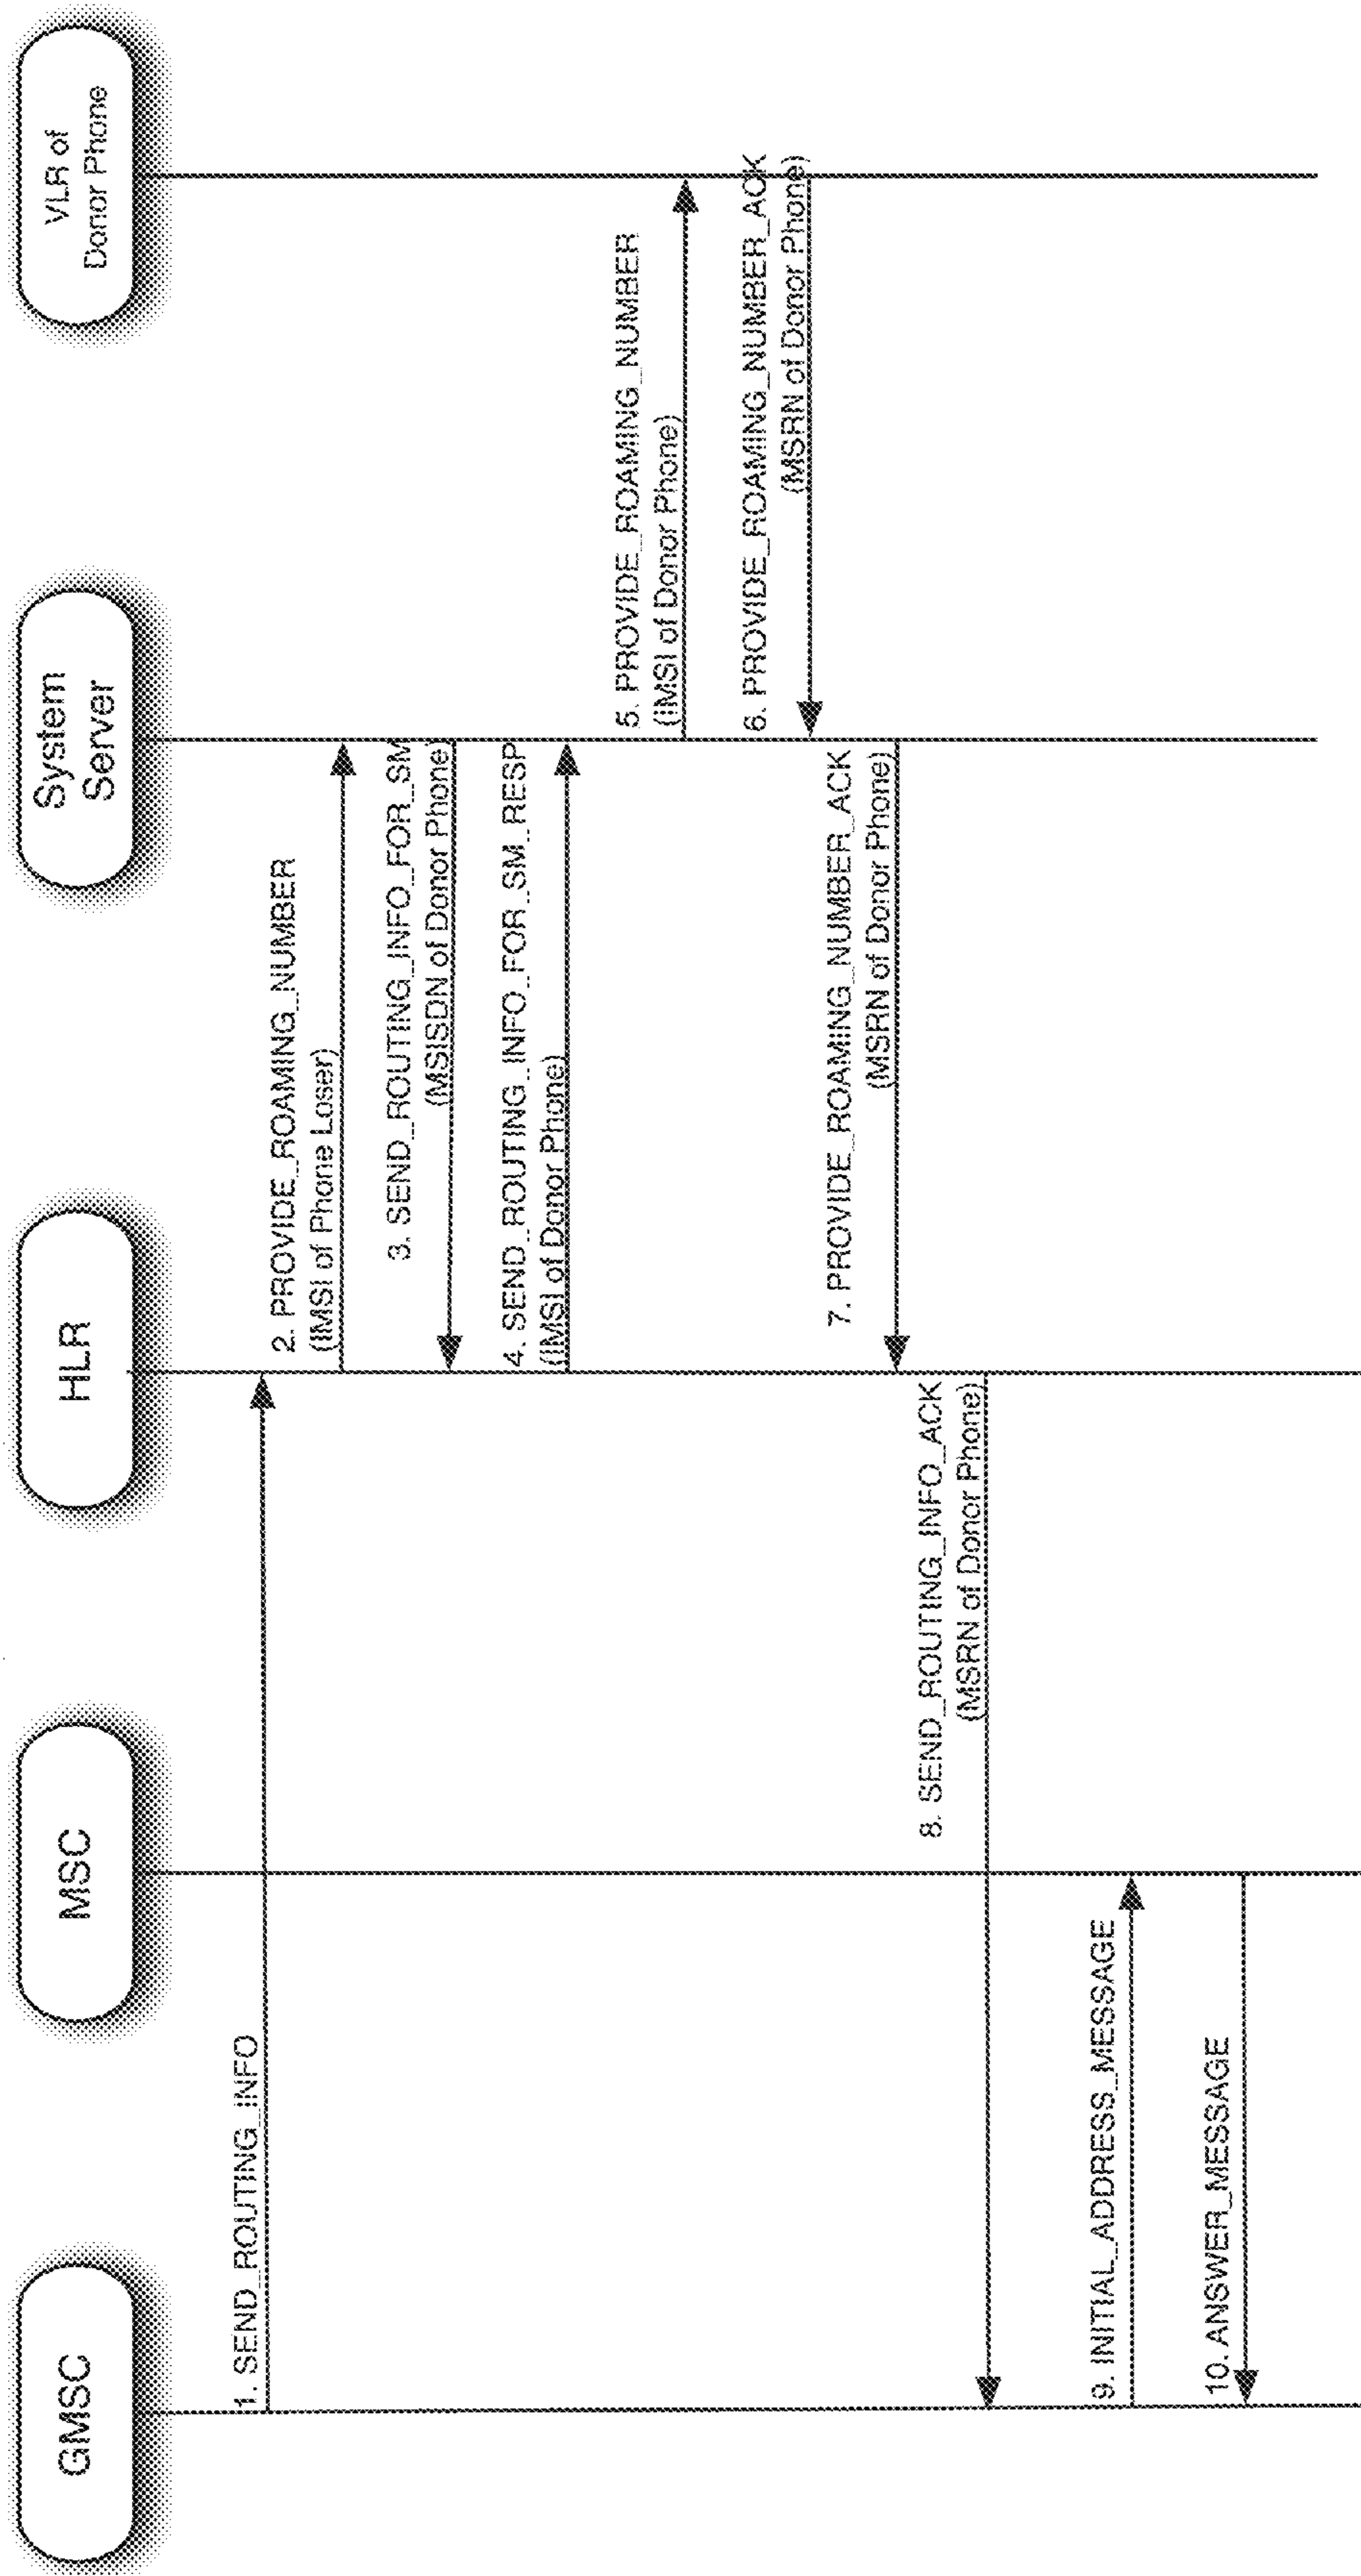 GMSC
MSC
HLR
System
Server
VLR of
Donor Phone
1. SEND_ROUTING_INFO
2. PROVIDE_ROAMING_NUMBER
(IMSI of Phone Loser)
3. SEND_ROUTING_INFO_FOR_SM
(MSISDN of Donor Phone)
4. SEND_ROUTING_INFO_FOR_SM_RESP
(IMSI of Donor Phone)
5. PROVIDE_ROAMING_NUMBER
(IMSI of Donor Phone)
6. PROVIDE_ROAMING_NUMBER_ACK
(MSRN of Donor Phone)
7. PROVIDE_ROAMING_NUMBER_ACK
(MSRN of Donor Phone)
8. SEND_ROUTING_INFO_ACK
(MSRN of Donor Phone)
9. INITIAL_ADDRESS_MESSAGE
10. ANSWER_MESSAGE